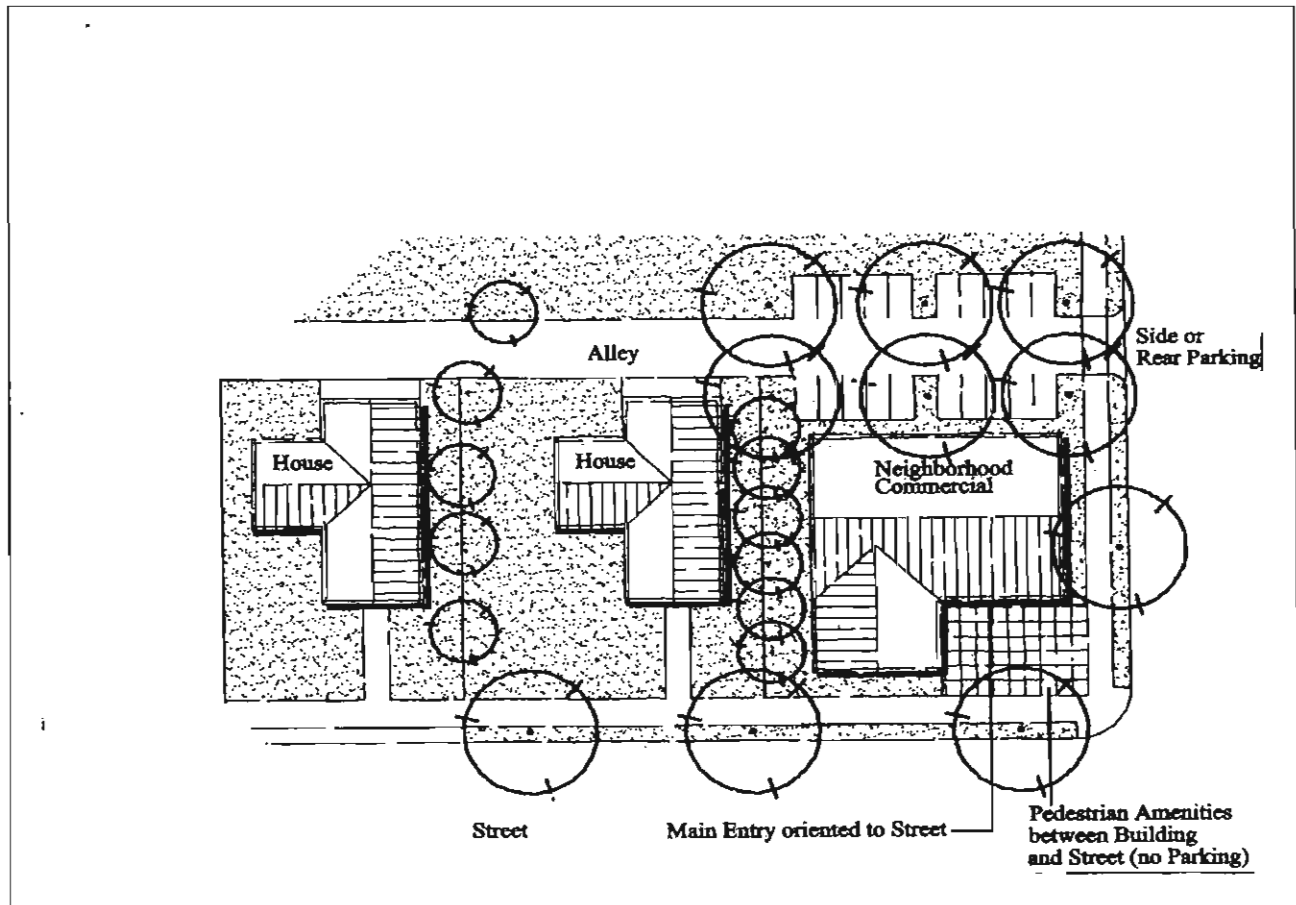 Side or
Rear Parking
Alley
House
House
Neighborhood
Commercial
Street
Main Entry oriented to Street
Pedestrian Amenities
between Building
and Street (no Parking)